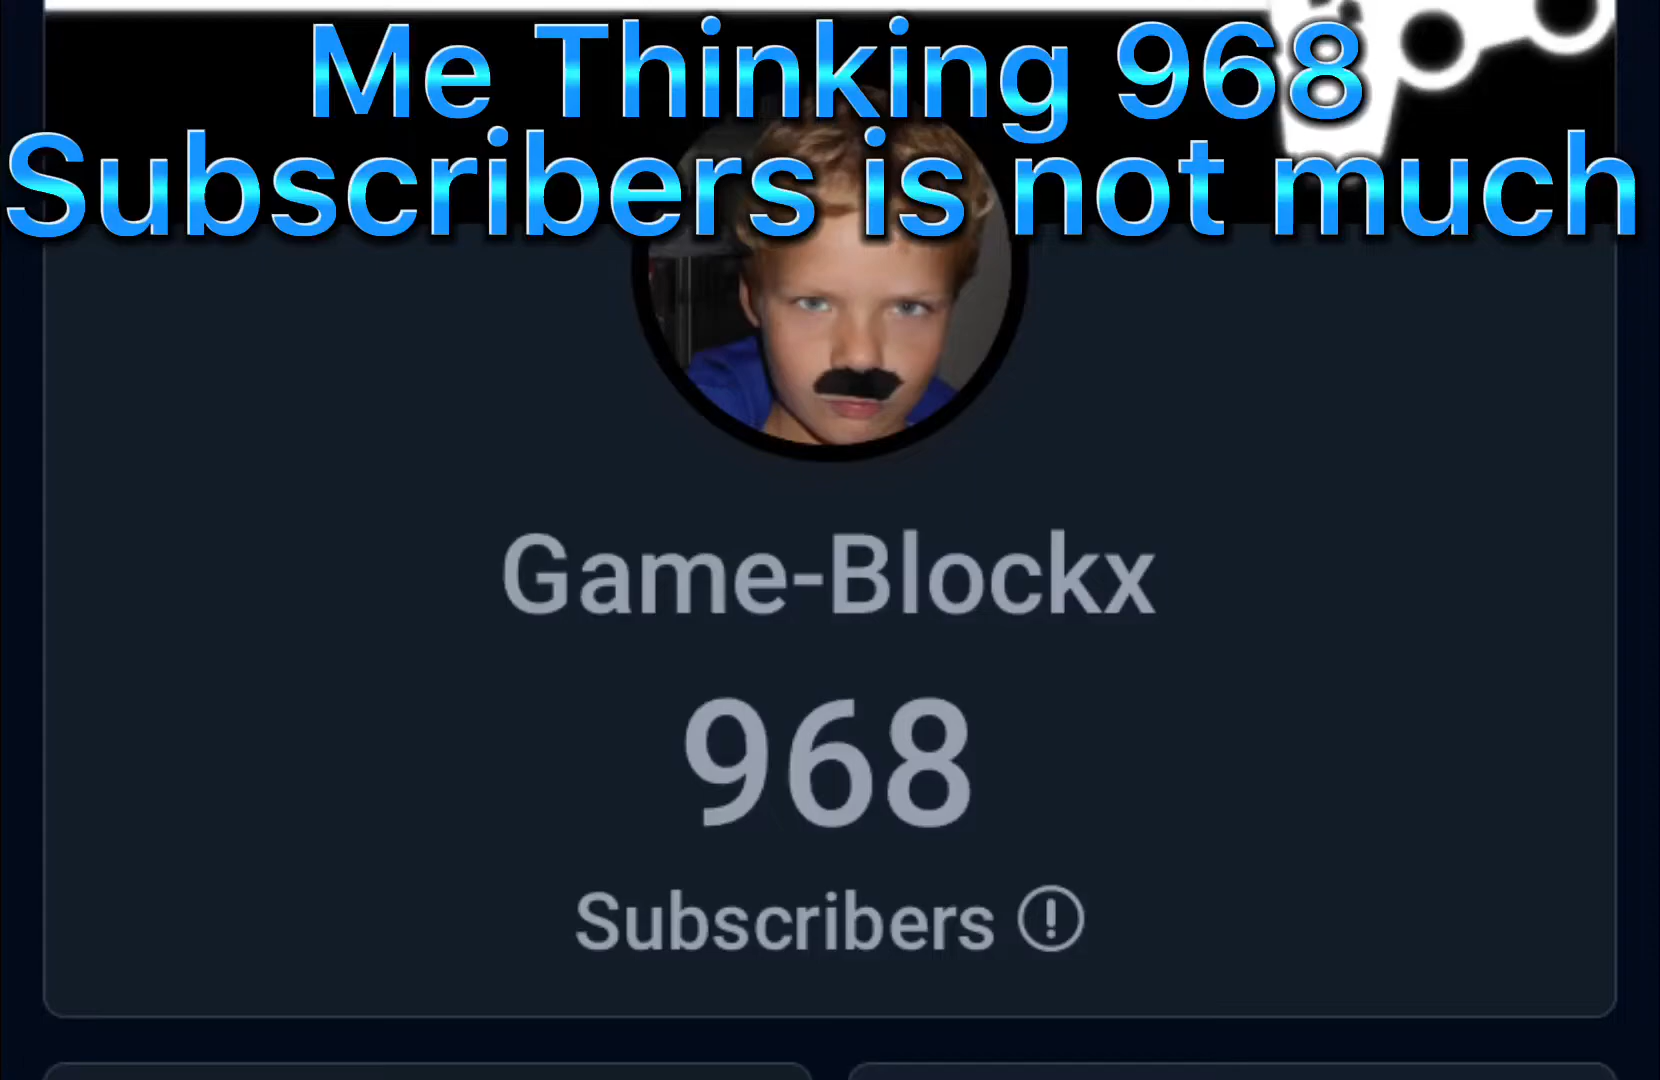 Me Thinking 968
Subscribers is not much
Game-Blockx
968
Subscribers